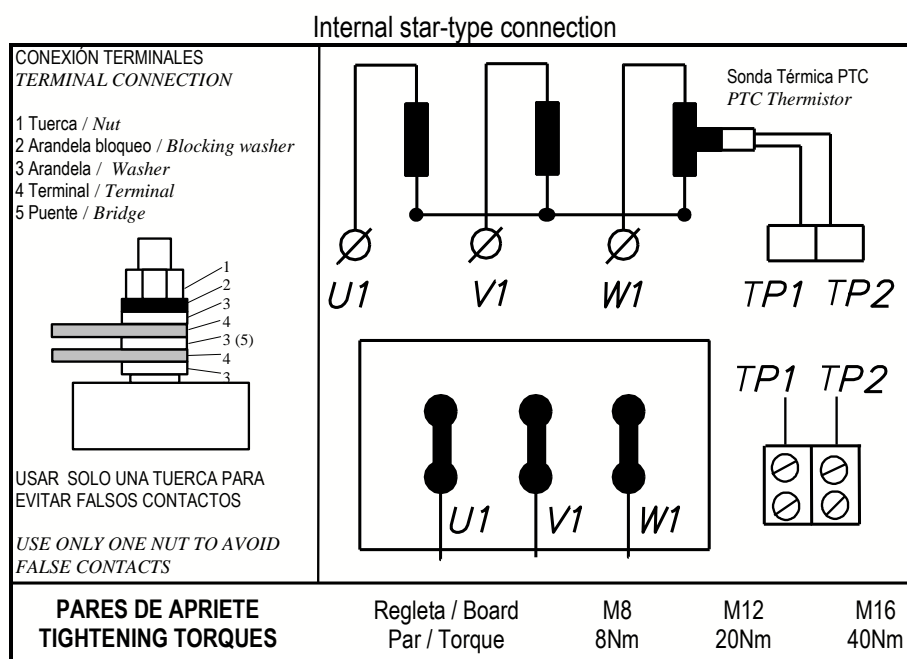 Internal star-type connection
CONEXIÓN TERMINALES
TERMINAL CONNECTION
1 Tuerca / Nut
2 Arandela bloqueo / Blocking washer
3 Arandela / Washer
4 Terminal / Terminal
5 Puente / Bridge
1
2
3
4
3 (5)
4
3
USAR SOLO UNA TUERCA PARA
EVITAR FALSOS CONTACTOS
USE ONLY ONE NUT TO AVOID
FALSE CONTACTS
Sonda Térmica PTC
PTC Thermistor
U1 V1 W1 TP1 TP2
TP1 TP2
U1 V1 W1
PARES DE APRIETE
TIGHTENING TORQUES
Regleta / Board M8 M12 M16
Par / Torque 8Nm 20Nm 40Nm